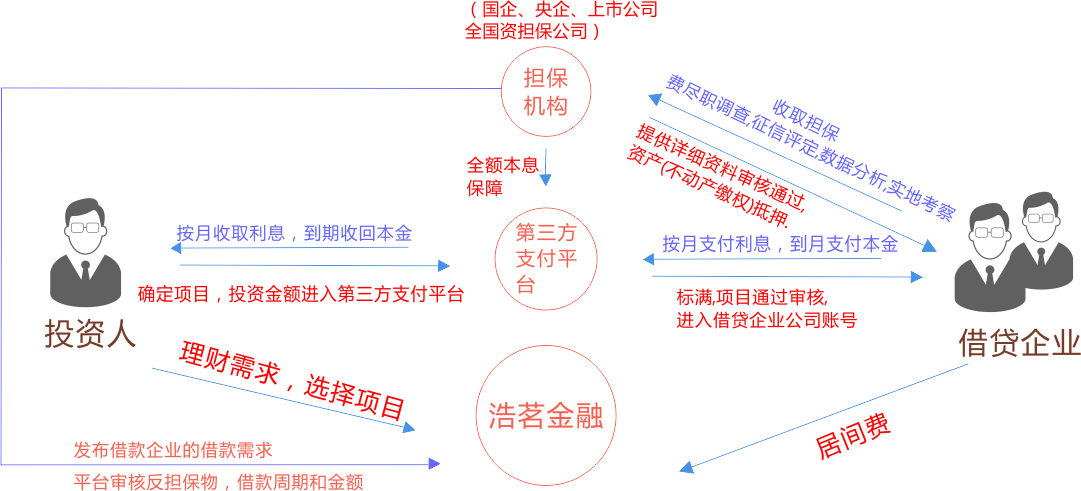 （国企、央企、上市公司
全国资担保公司）
担保
机构
收取担保
费尽职调查,征信评定,数据分析,实地考察
提供详细资料审核通过,
资产(不动产缴权)抵押.
全额本息
保障
第三方
支付平
台
按月收取利息，到期收回本金
确定项目，投资金额进入第三方支付平台
按月支付利息，到月支付本金
标满,项目通过审核,
进入借贷企业公司账号
投资人
借贷企业
理财需求，选择项目
浩茗金融
居间费
发布借款企业的借款需求
平台审核反担保物，借款周期和金额